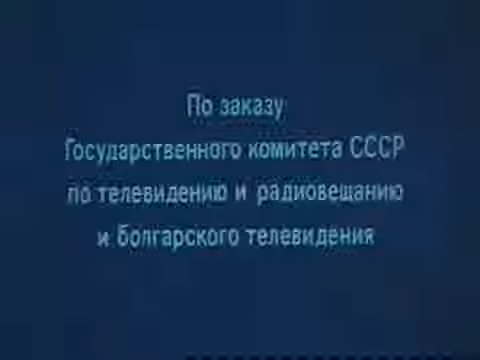 По заказу
Государственного комитета СССР
по телевидению и радиовещанию
и болгарского телевидения